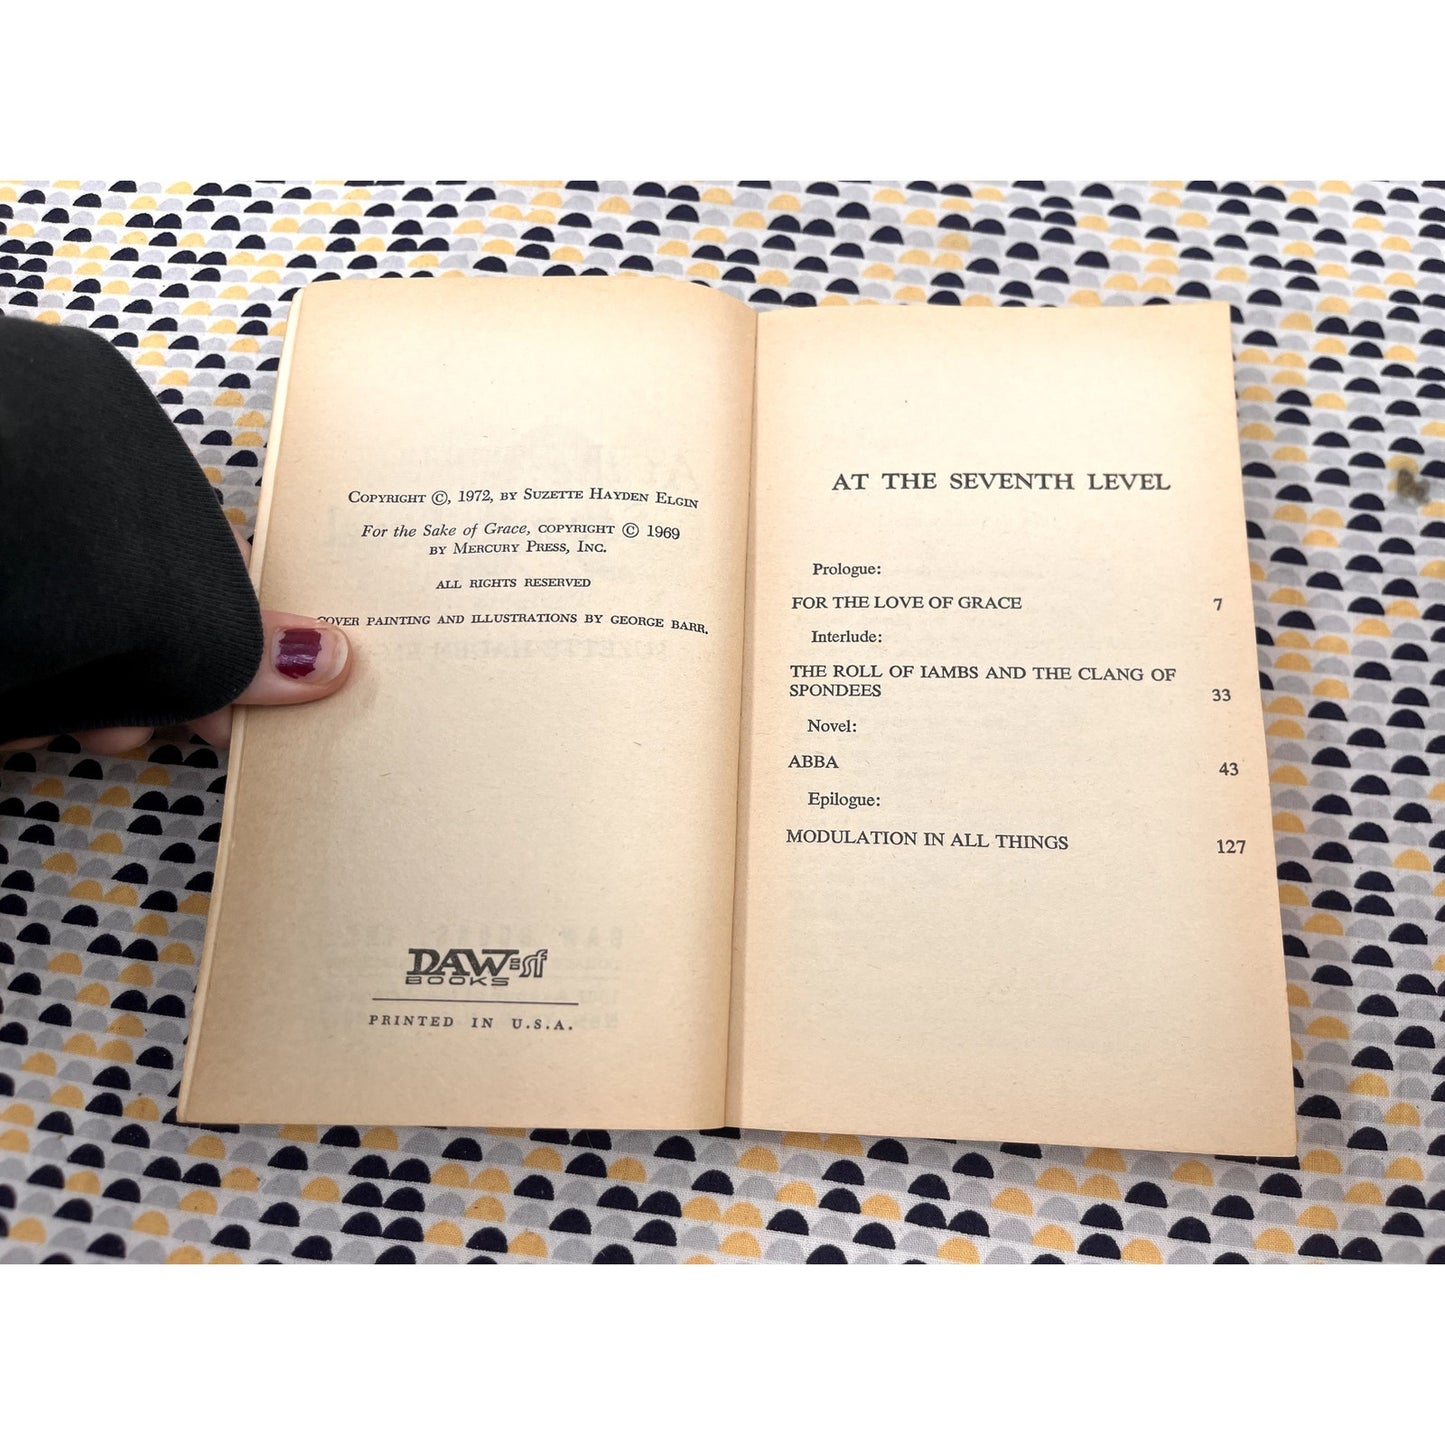 Copyright ©, 1972, by Suzette Hayden Elgin
For the Sake of Grace, copyright © 1969
by Mercury Press, Inc.
all rights reserved
cover painting and illustrations by george barr.
DAW=sf
BOOKS
PRINTED IN U.S.A.
AT THE SEVENTH LEVEL
Prologue:
FOR THE LOVE OF GRACE 7
Interlude:
THE ROLL OF IAMBS AND THE CLANG OF
SPONDEES 33
Novel:
ABBA 43
Epilogue:
MODULATION IN ALL THINGS 127